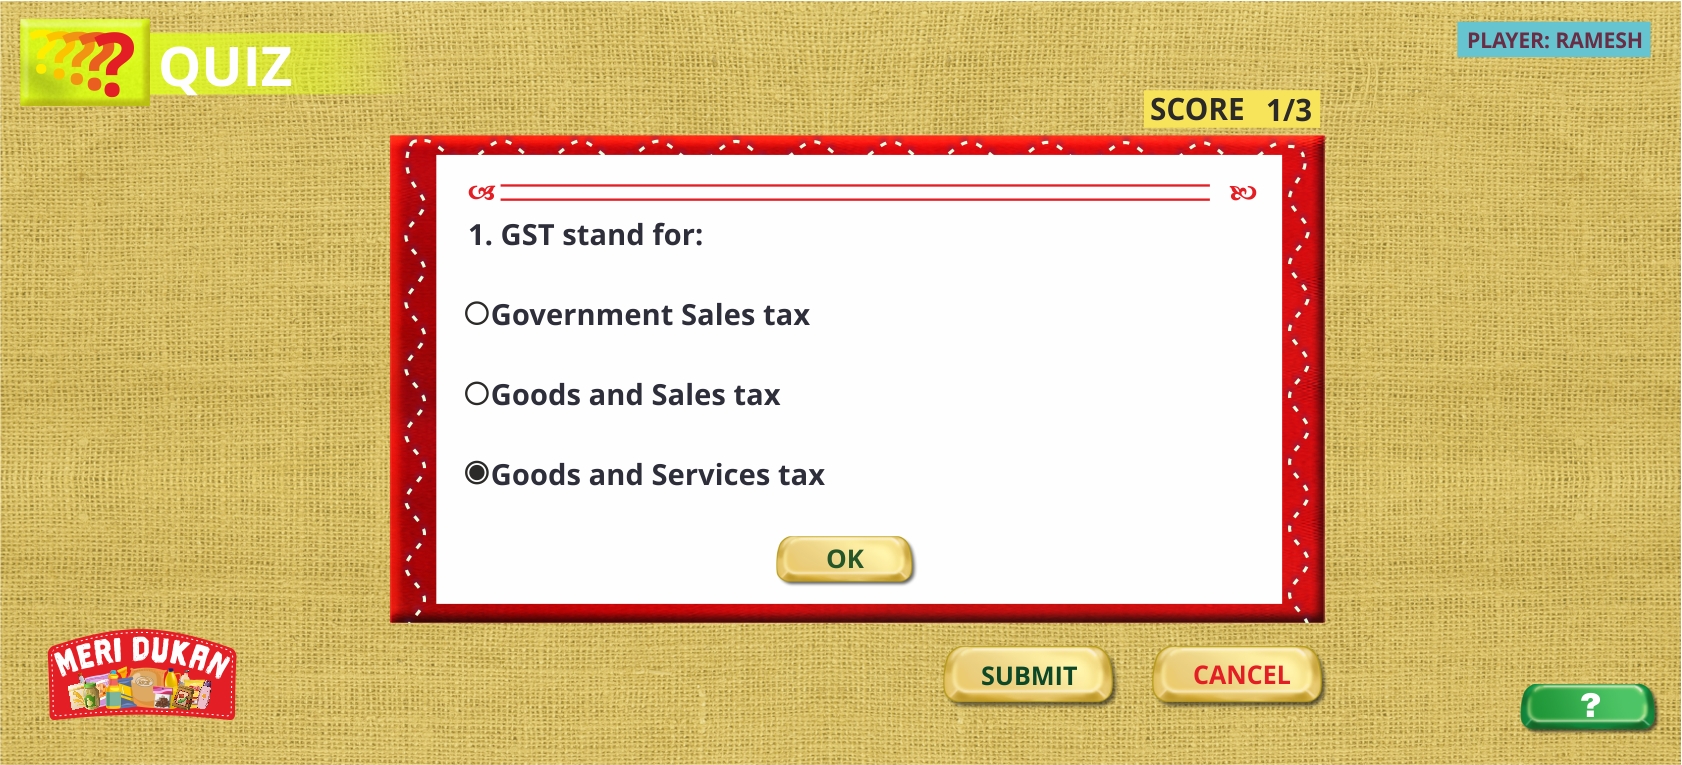 QUIZ
PLAYER: RAMESH
SCORE 1/3
1. GST stand for:
Government Sales tax
Goods and Sales tax
Goods and Services tax
OK
MERI DUKAN
SUBMIT
CANCEL
?